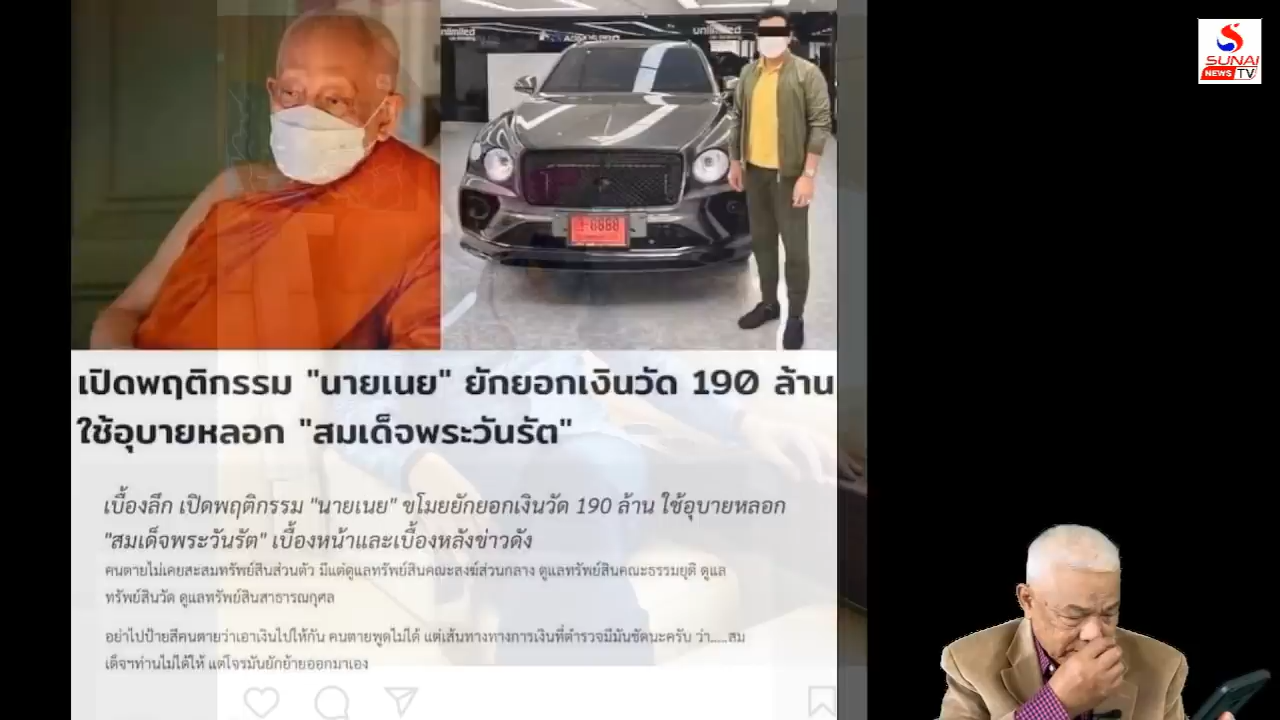 unlimited
unlimited
SUNAI
NEWS TV
เปิดพฤติกรรม "นายเนย" ยักยอกเงินวัด 190 ล้าน
ใช้อุบายหลอก "สมเด็จพระวันรัต"
เบื้องลึก เปิดพฤติกรรม "นายเนย" ขโมยยักยอกเงินวัด 190 ล้าน ใช้อุบายหลอก
"สมเด็จพระวันรัต" เบื้องหน้าและเบื้องหลังข่าวดัง
คนตายไม่เคยสะสมทรัพย์สินส่วนตัว มีแต่ดูแลทรัพย์สินคณะสงฆ์ส่วนกลาง ดูแลทรัพย์สินคณะธรรมยุติ ดูแล
ทรัพย์สินวัด ดูแลทรัพย์สินสาธารณกุศล
อย่าไปป้ายสีคนตายว่าเอาเงินไปให้กัน คนตายพูดไม่ได้ แต่เส้นทางทางการเงินที่ตำรวจมีมันชัดนะครับ ว่า.....สม
เด็จฯท่านไม่ได้ให้ แต่โจรมันยักย้ายออกมาเอง